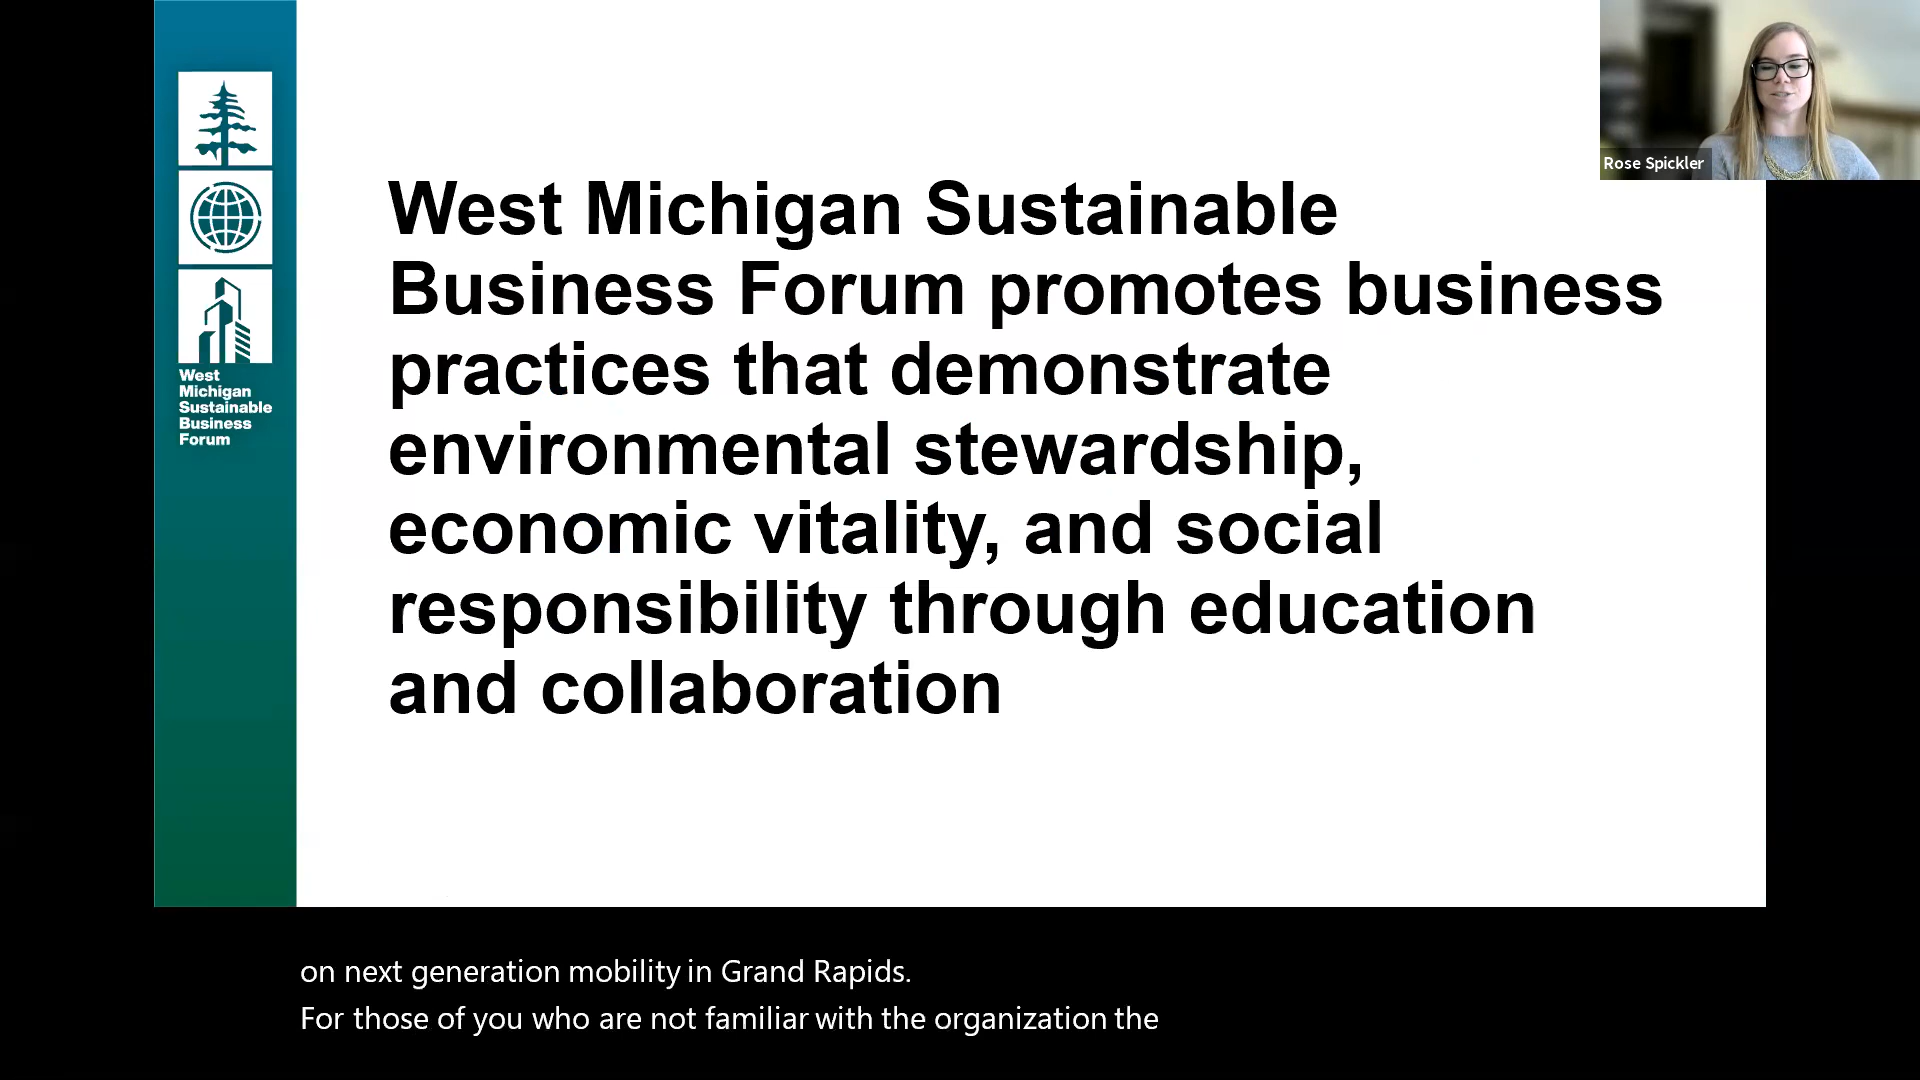 West
Michigan
Sustainable
Business
Forum
West Michigan Sustainable
Business Forum promotes business
practices that demonstrate
environmental stewardship,
economic vitality, and social
responsibility through education
and collaboration
Rose Spickler
on next generation mobility in Grand Rapids.
For those of you who are not familiar with the organization the